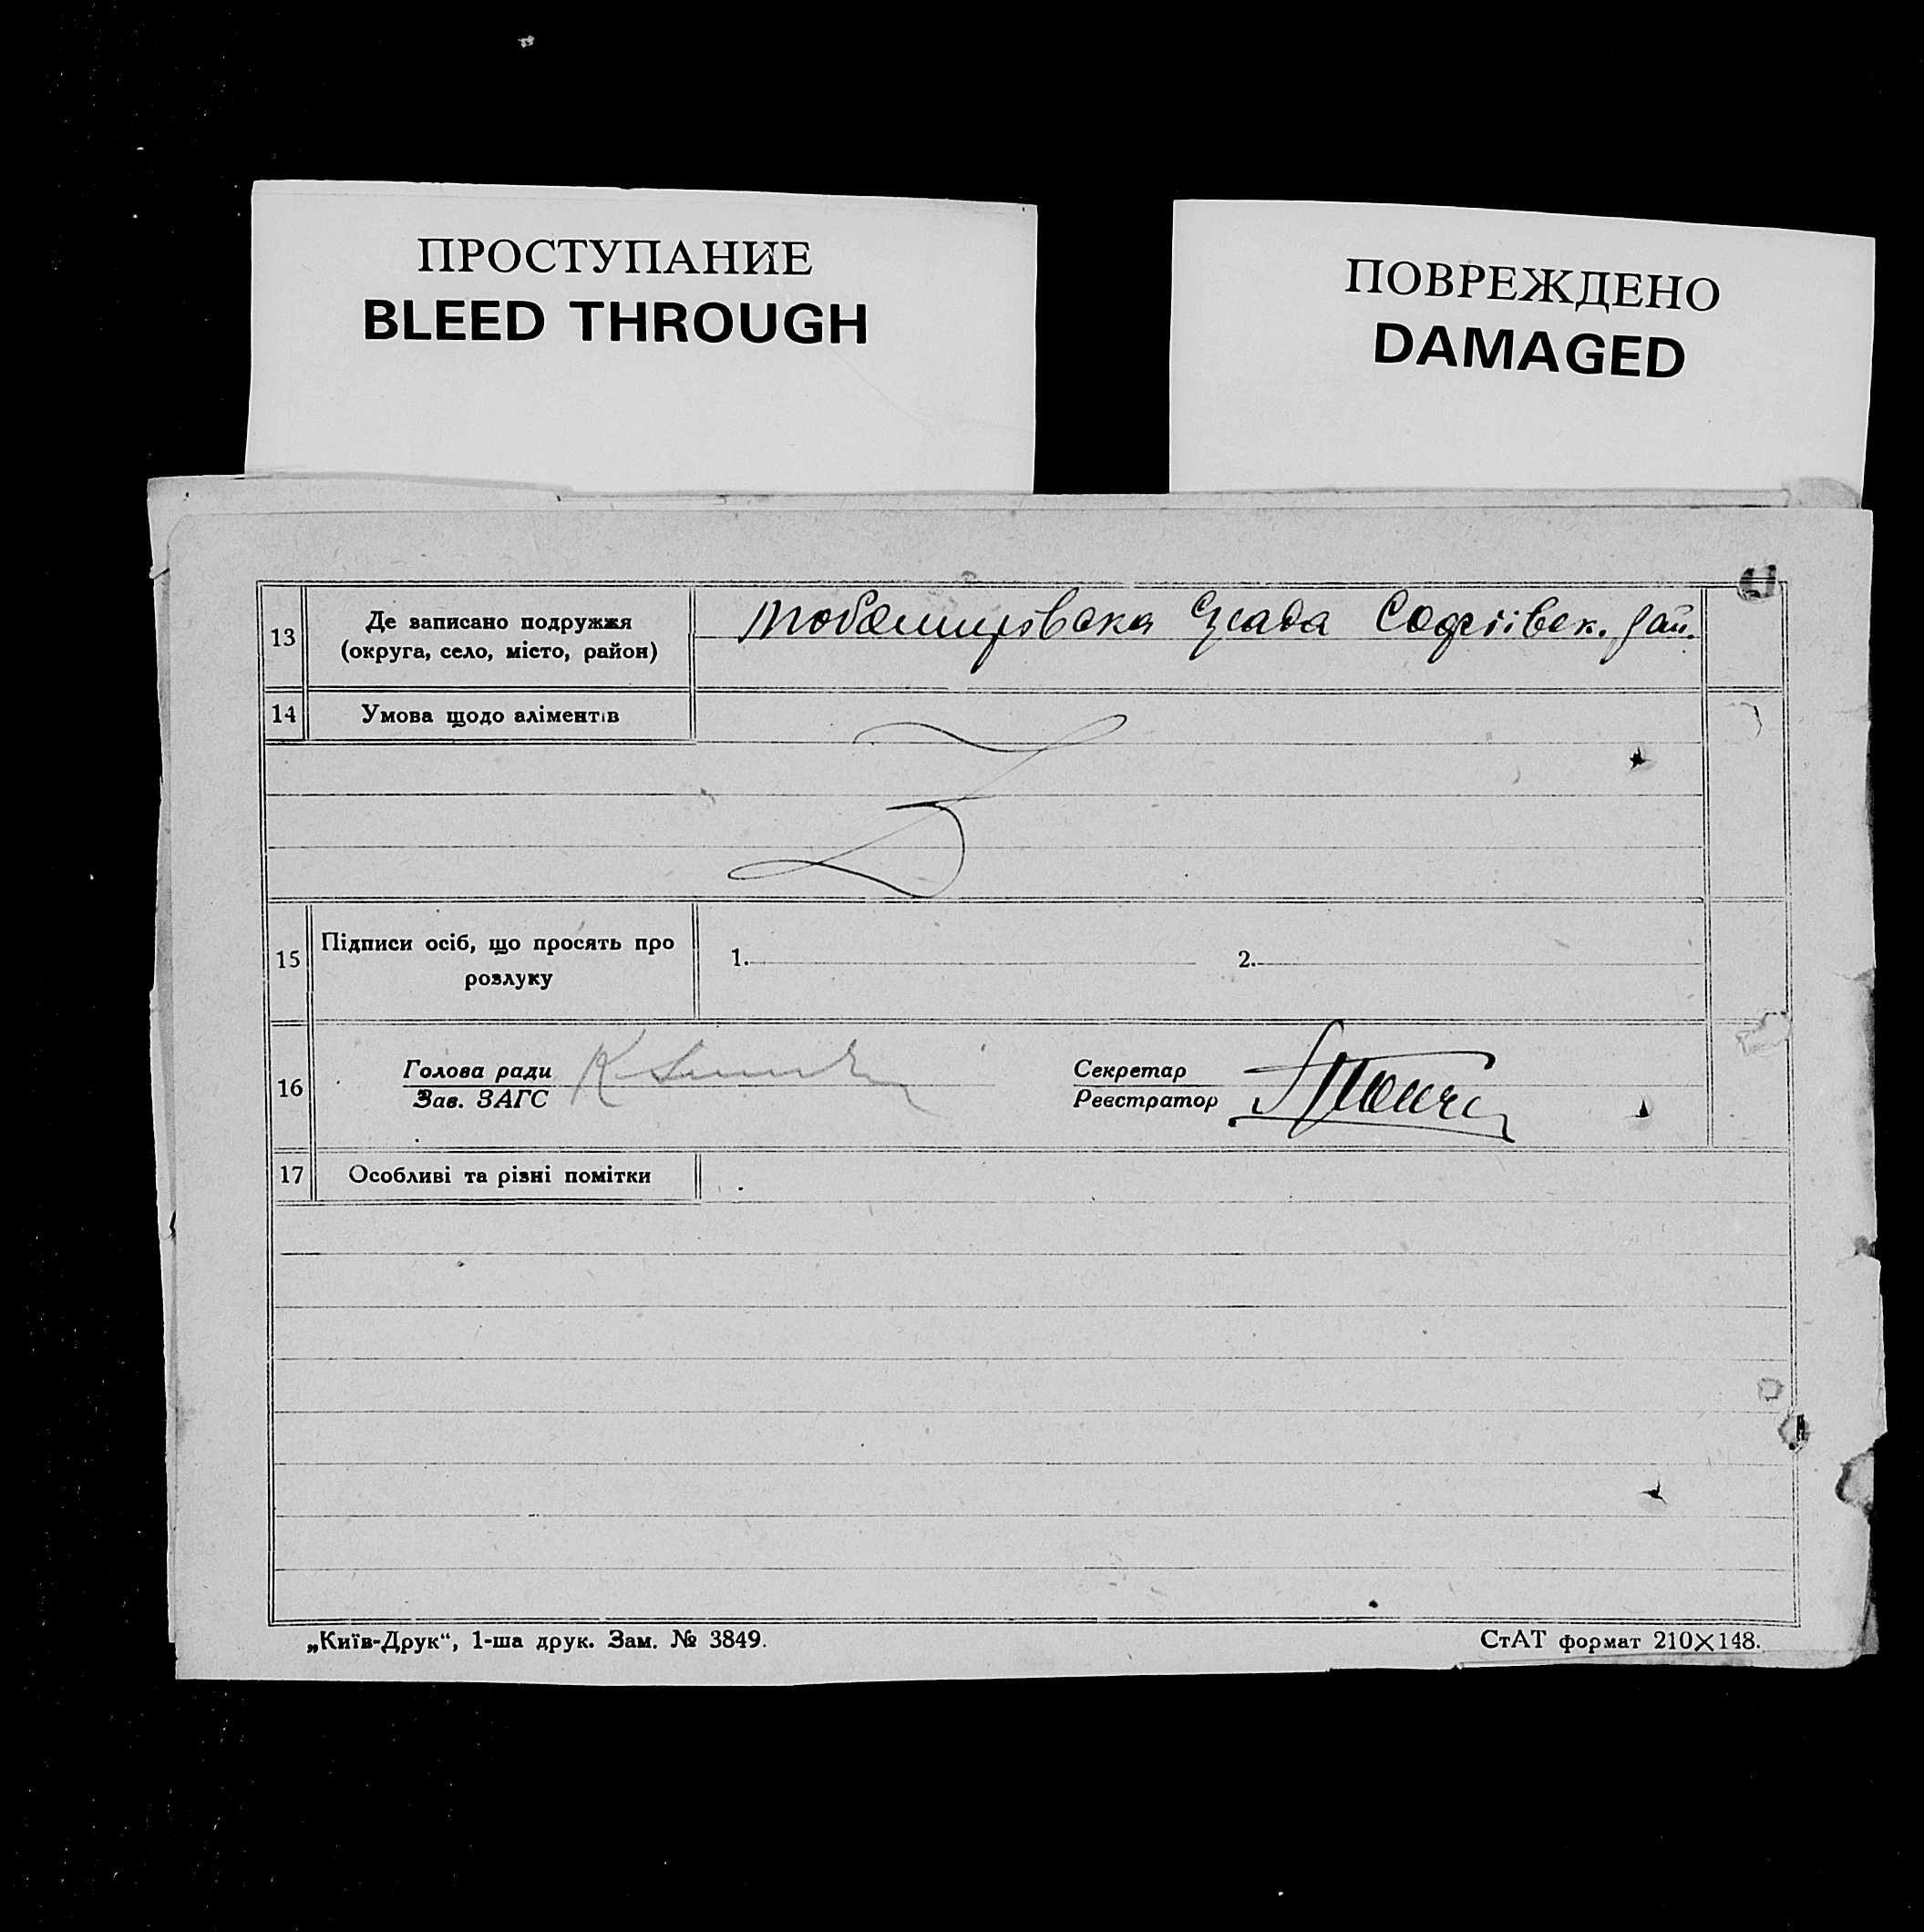 ПРОСТУПАНИЕ
BLEED THROUGH
ПОВРЕЖДЕНО
DAMAGED
13
Де записано подружжя
(округа, село, місто, район)
Софіівск. рай.
14
Умова щодо аліментів
15
Підписи осіб, що просять про
розлуку
1.
2.
16
Голова ради
Зав. ЗАГС
Секретар
Реєстратор
17
Особливі та різні помітки
„Київ-Друк“, 1-ша друк. Зам. № 3849.
СтАТ формат 210×148.